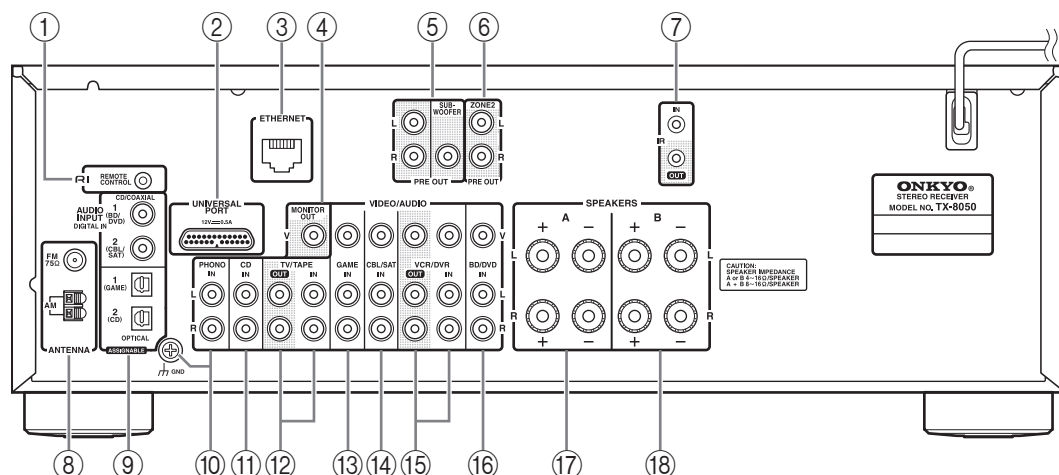 ① ② ③ ④ ⑤ ⑥ ⑦
ETHERNET
L R
SUB-
WOOFER
PRE OUT
ZONE2
L R
PRE OUT
IN
IR
OUT
RI REMOTE
CONTROL
AUDIO
INPUT
DIGITAL IN
CD/COAXIAL
1
(BD/
DVD)
2
(CBL/
SAT)
1
(GAME)
2
(CD)
OPTICAL
ASSIGNABLE
FM
75Ω
AM
ANTENNA
GND
UNIVERSAL
PORT
12V 0.5A
MONITOR
OUT
V
VIDEO/AUDIO
V
PHONO
IN
CD
IN
TV/TAPE
OUT IN
GAME
IN
CBL/SAT
IN
VCR/DVR
OUT IN
BD/DVD
IN
L L
R R
SPEAKERS
A B
+ − + −
L L
R R
+ − + −
CAUTION:
SPEAKER IMPEDANCE
A or B 4~16Ω/SPEAKER
A + B 8~16Ω/SPEAKER
ONKYO®
STEREO RECEIVER
MODEL NO. TX-8050
⑧ ⑨ ⑩ ⑪ ⑫ ⑬ ⑭ ⑮ ⑯ ⑰ ⑱